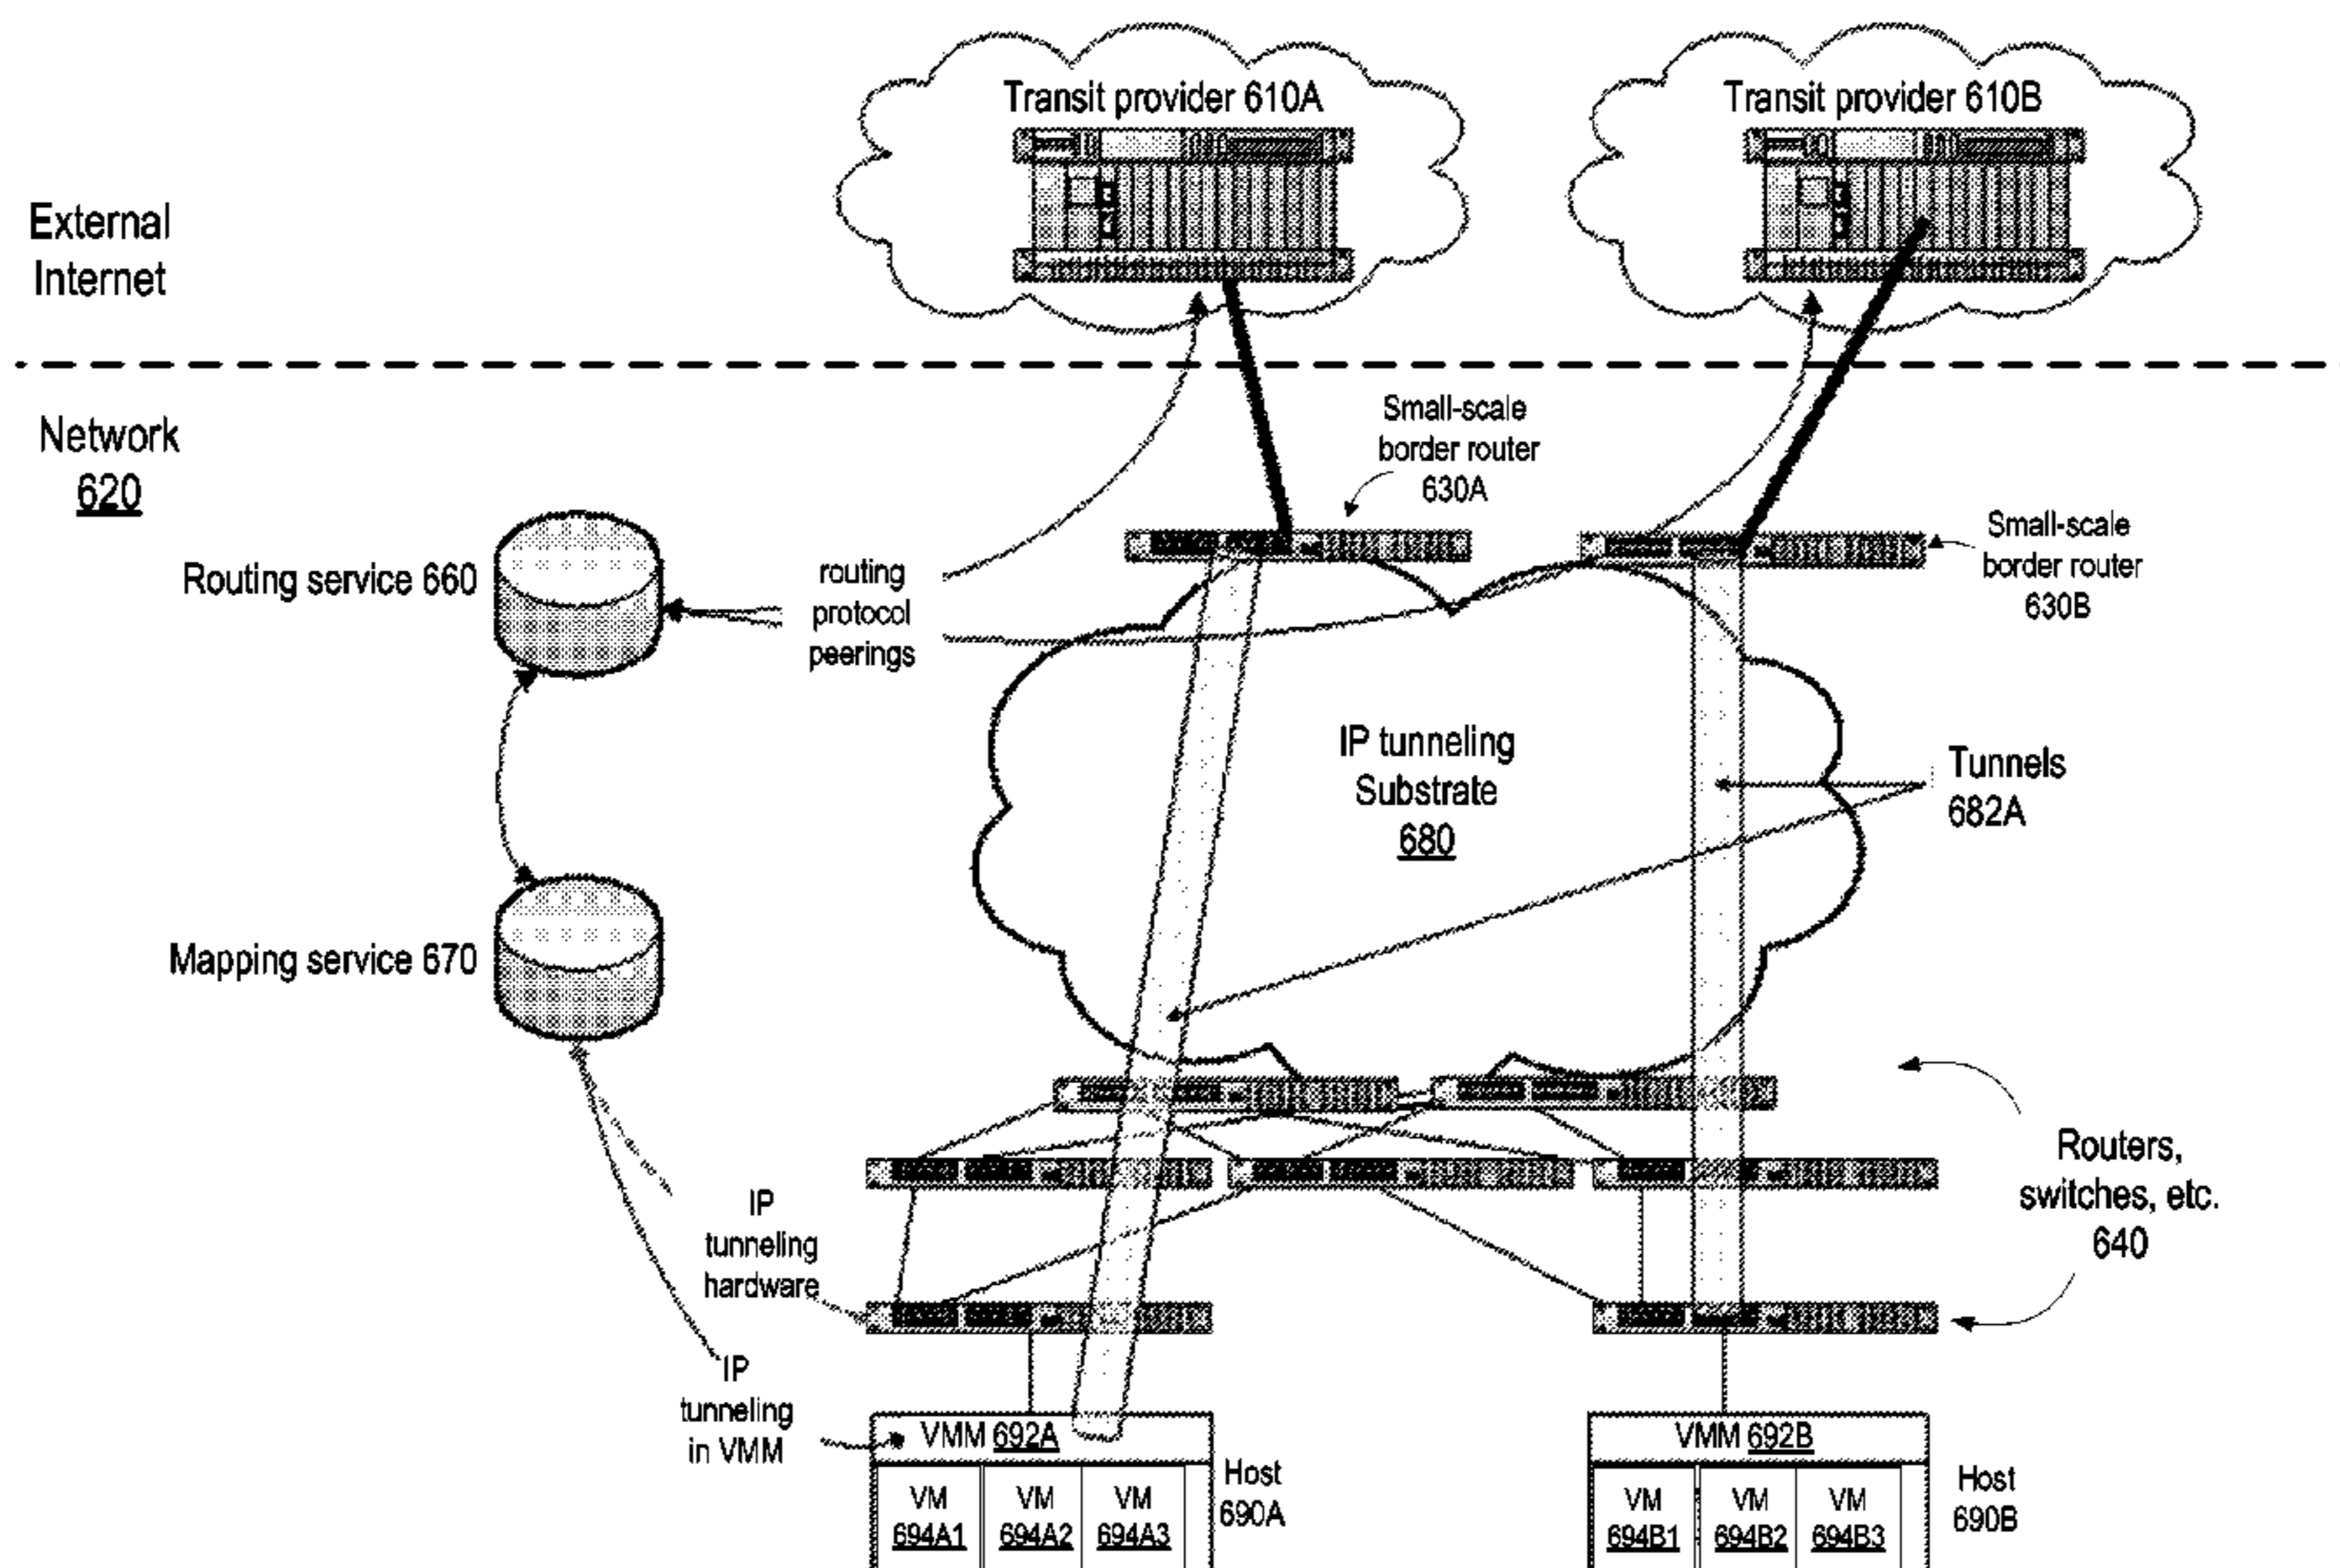 Transit provider 610A
Transit provider 610B
External
Internet
Network
620
Small-scale
border router
630A
Small-scale
border router
630B
Routing service 660
routing
protocol
peerings
IP tunneling
Substrate
680
Tunnels
682A
Mapping service 670
Routers,
switches, etc.
640
IP
tunneling
hardware
IP
tunneling
in VMM
VMM 692A
VM
694A1
VM
694A2
VM
694A3
Host
690A
VMM 692B
VM
694B1
VM
694B2
VM
694B3
Host
690B